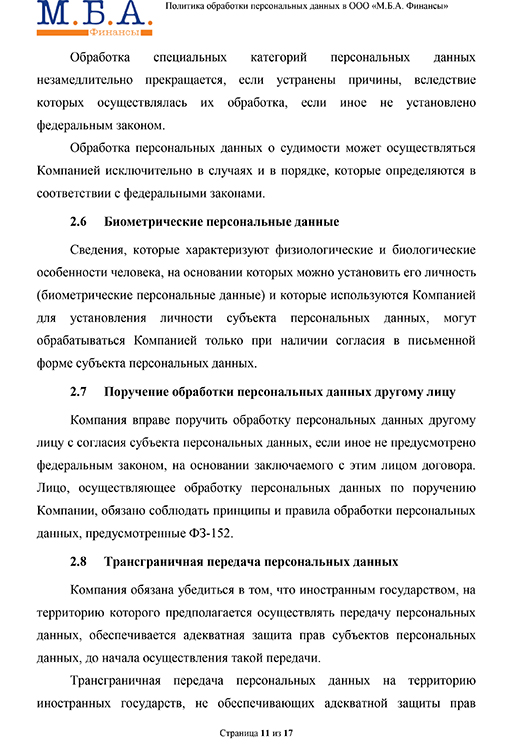 М.Б.А.
Финансы
Политика обработки персональных данных в ООО «М.Б.А. Финансы»
Обработка специальных категорий персональных данных
незамедлительно прекращается, если устранены причины, вследствие
которых осуществлялась их обработка, если иное не установлено
федеральным законом.
Обработка персональных данных о судимости может осуществляться
Компанией исключительно в случаях и в порядке, которые определяются в
соответствии с федеральными законами.
2.6 Биометрические персональные данные
Сведения, которые характеризуют физиологические и биологические
особенности человека, на основании которых можно установить его личность
(биометрические персональные данные) и которые используются Компанией
для установления личности субъекта персональных данных, могут
обрабатываться Компанией только при наличии согласия в письменной
форме субъекта персональных данных.
2.7 Поручение обработки персональных данных другому лицу
Компания вправе поручить обработку персональных данных другому
лицу с согласия субъекта персональных данных, если иное не предусмотрено
федеральным законом, на основании заключаемого с этим лицом договора.
Лицо, осуществляющее обработку персональных данных по поручению
Компании, обязано соблюдать принципы и правила обработки персональных
данных, предусмотренные ФЗ-152.
2.8 Трансграничная передача персональных данных
Компания обязана убедиться в том, что иностранным государством, на
территорию которого предполагается осуществлять передачу персональных
данных, обеспечивается адекватная защита прав субъектов персональных
данных, до начала осуществления такой передачи.
Трансграничная передача персональных данных на территорию
иностранных государств, не обеспечивающих адекватной защиты прав
Страница 11 из 17